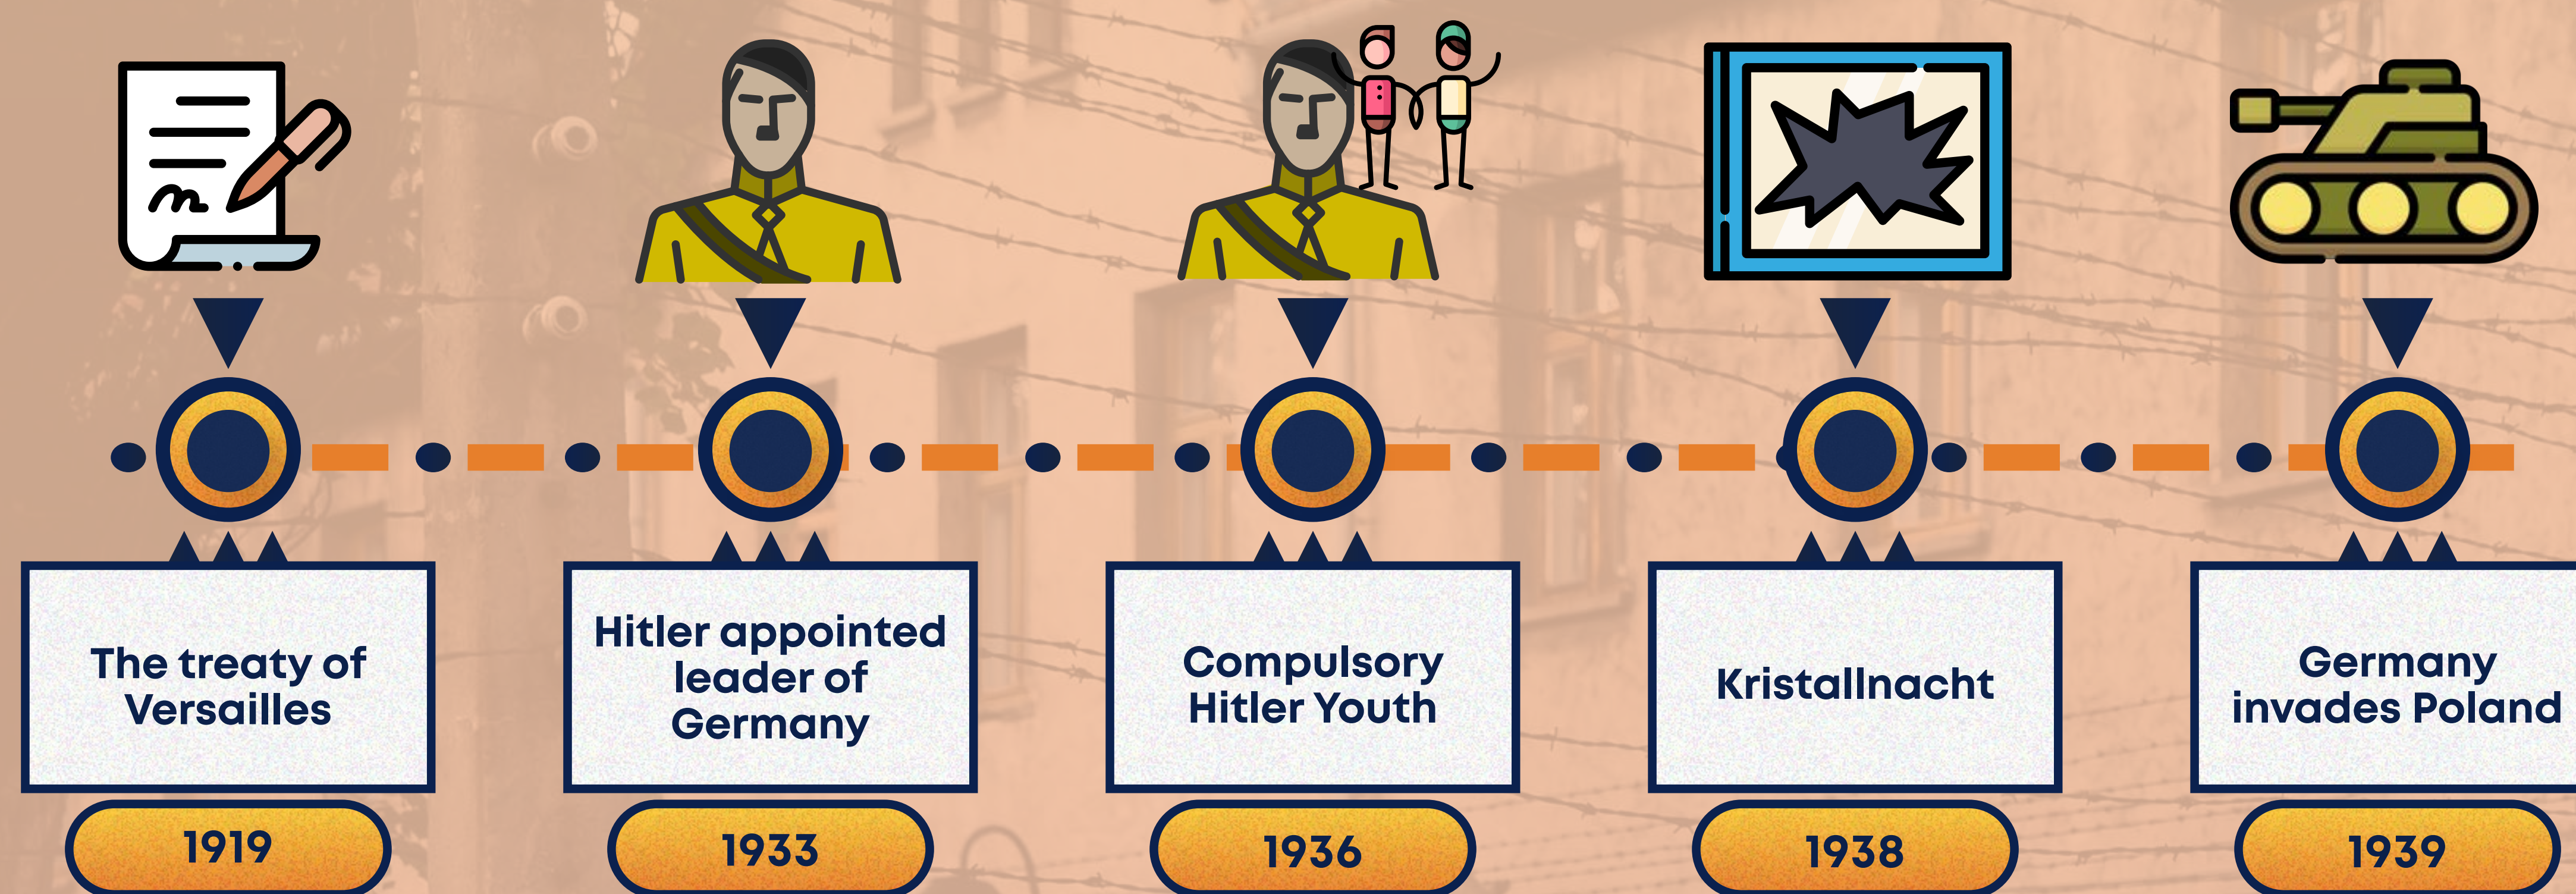 The treaty of
Versailles
1919
Hitler appointed
leader of
Germany
1933
Compulsory
Hitler Youth
1936
Kristallnacht
1938
Germany
invades Poland
1939